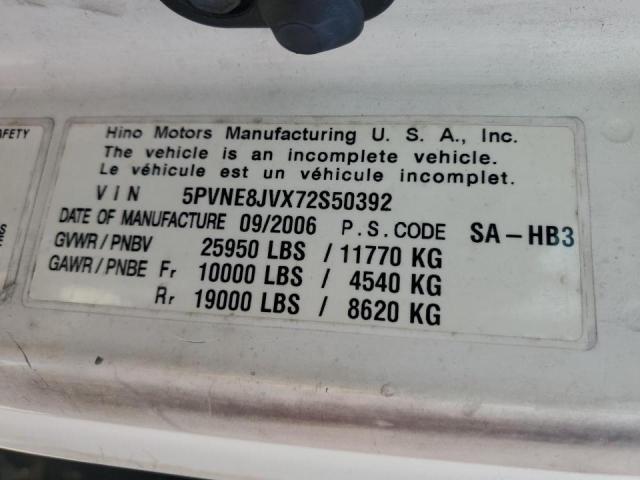 AFETY
Hino Motors Manufacturing U. S. A., Inc.
The vehicle is an incomplete vehicle.
Le véhicule est un véhicule incomplet.
VIN 5PVNE8JVX72S50392
DATE OF MANUFACTURE 09/2006 P.S.CODE SA-HB3
GVWR/PNBV 25950 LBS /11770 KG
GAWR/PNBE Fr 10000 LBS / 4540 KG
Rr 19000 LBS / 8620 KG